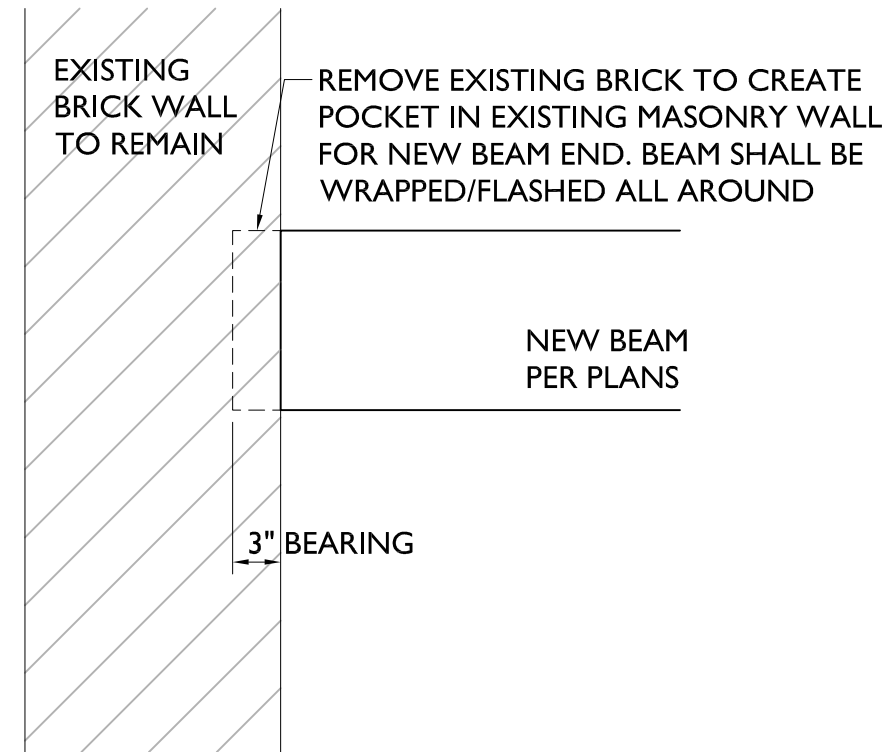 EXISTING
BRICK WALL
TO REMAIN
REMOVE EXISTING BRICK TO CREATE
POCKET IN EXISTING MASONRY WALL
FOR NEW BEAM END. BEAM SHALL BE
WRAPPED/FLASHED ALL AROUND
NEW BEAM
PER PLANS
3" BEARING